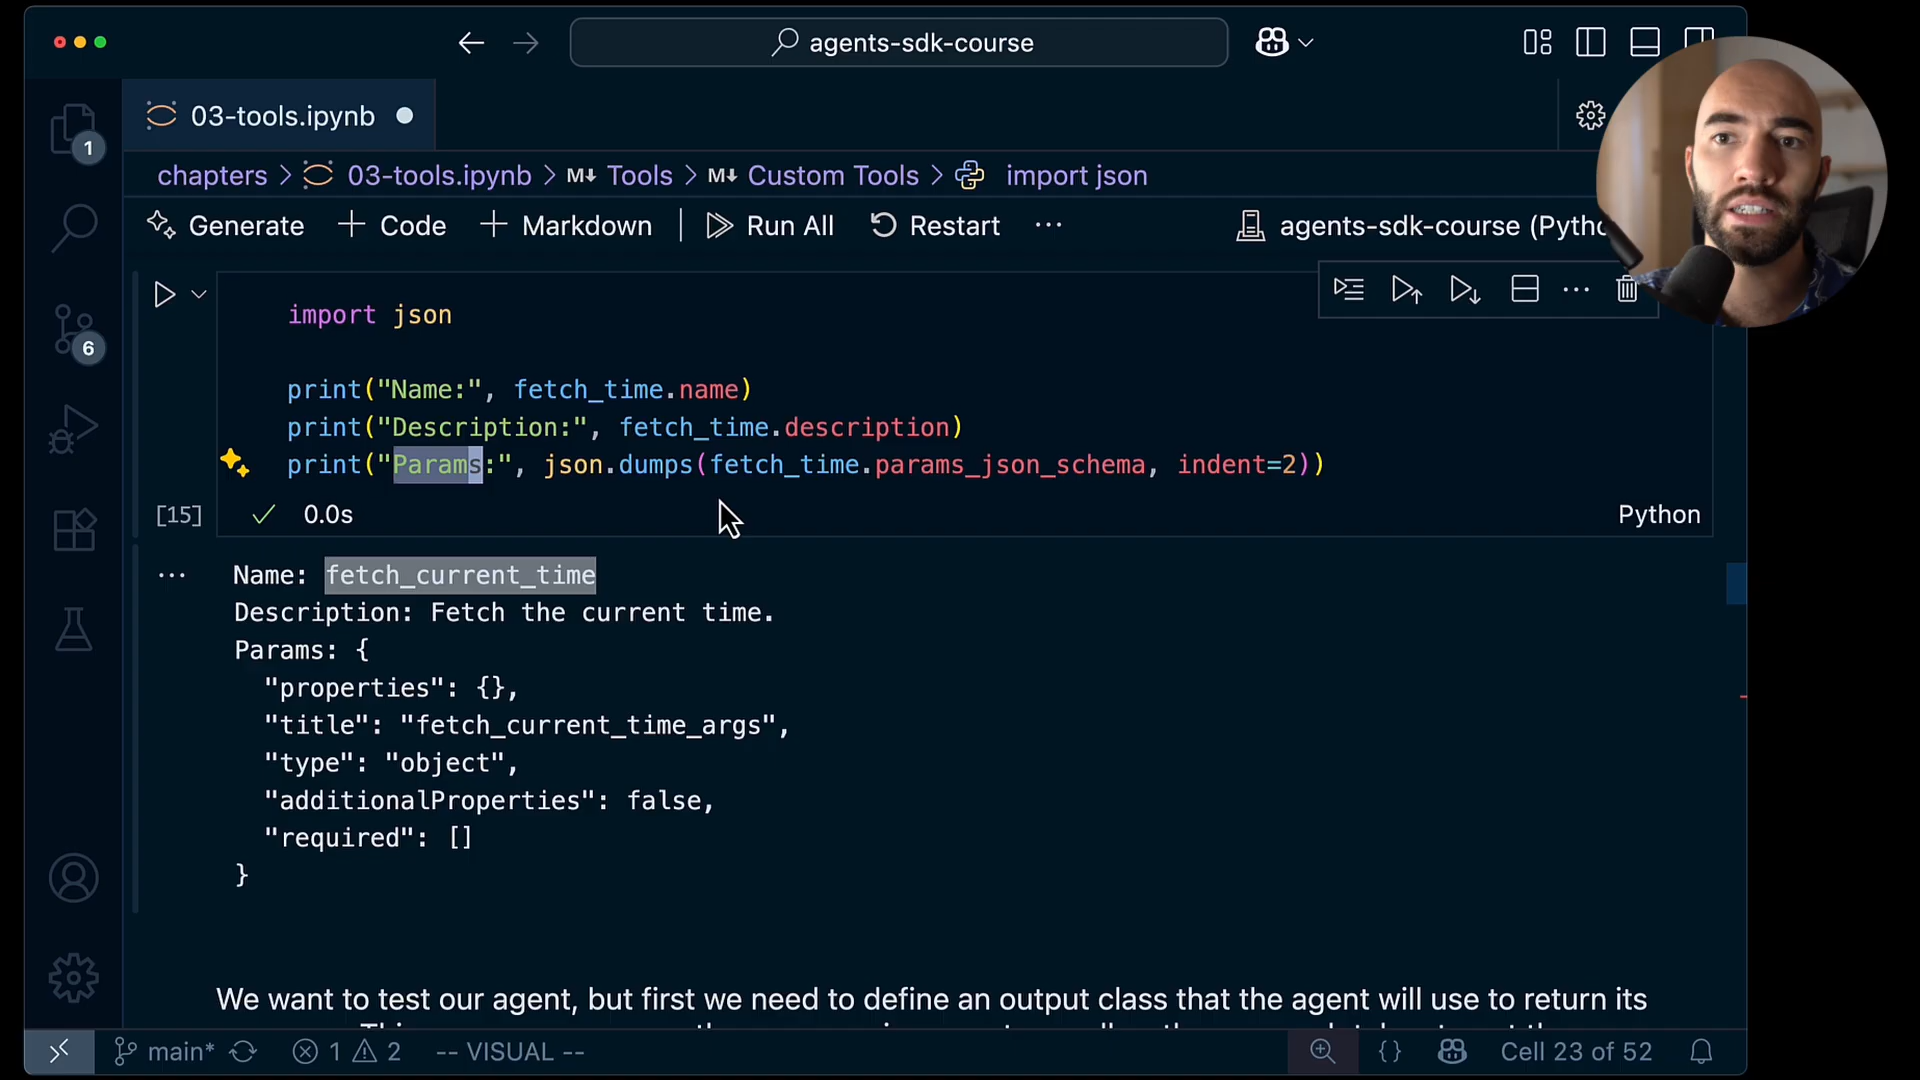 agents-sdk-course
03-tools.ipynb
1
chapters > 03-tools.ipynb > M↓ Tools > M↓ Custom Tools > import json
Generate + Code + Markdown | Run All Restart ··· agents-sdk-course (Pytho
import json
print("Name:", fetch_time.name)
print("Description:", fetch_time.description)
print("Params:", json.dumps(fetch_time.params_json_schema, indent=2))
6
[15] ✓ 0.0s Python
Name: fetch_current_time
Description: Fetch the current time.
Params: {
"properties": {},
"title": "fetch_current_time_args",
"type": "object",
"additionalProperties": false,
"required": []
}
We want to test our agent, but first we need to define an output class that the agent will use to return its
main* 1 2 -- VISUAL -- {} Cell 23 of 52